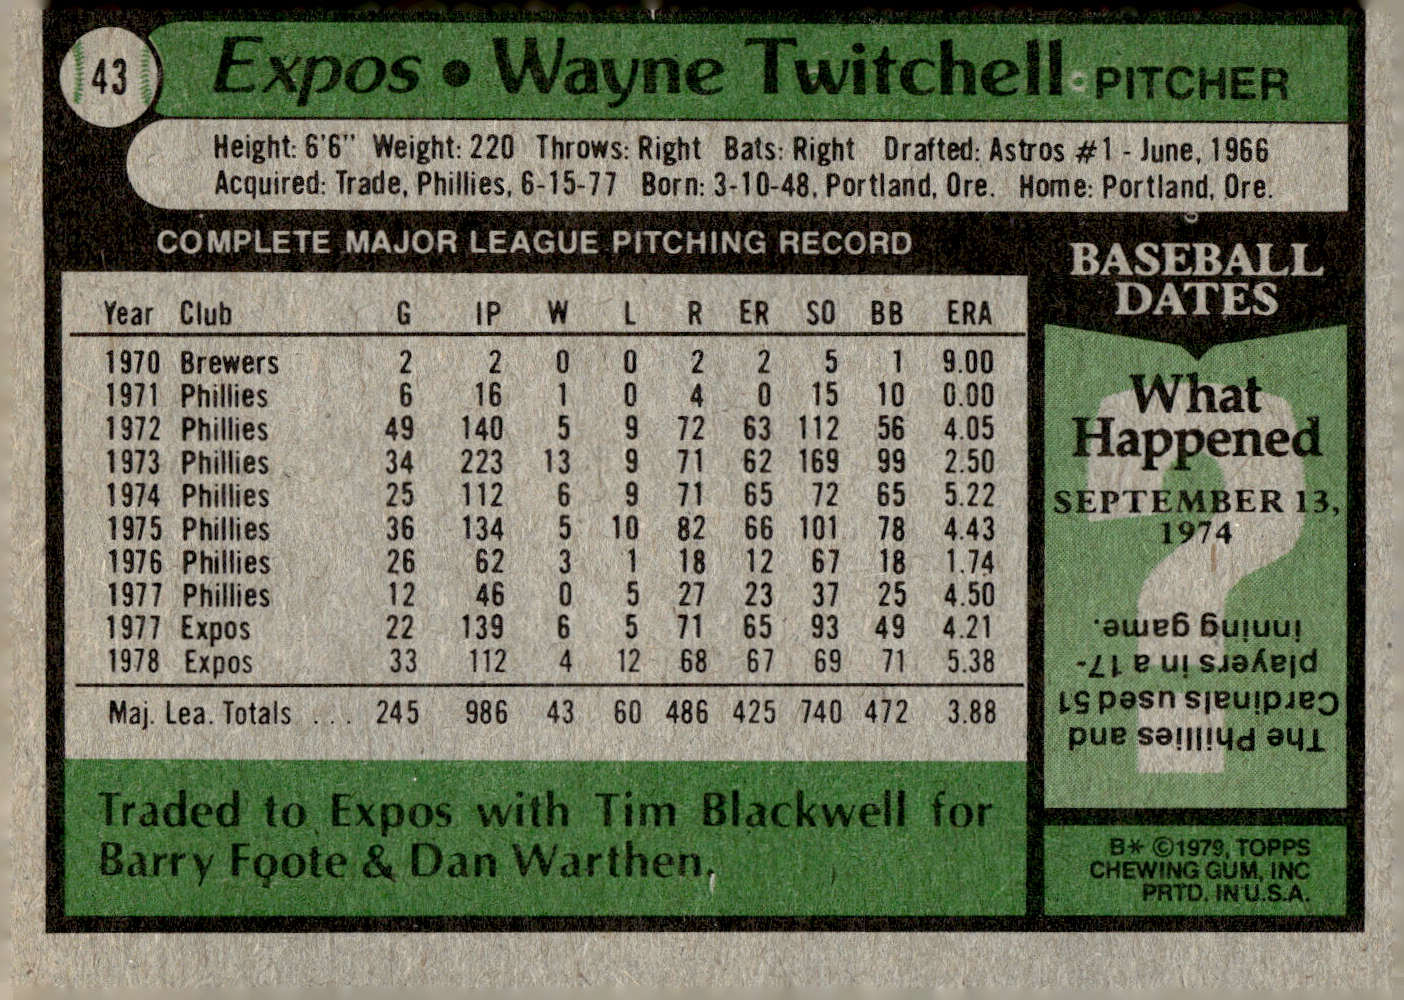 43
Expos • Wayne Twitchell • PITCHER
Height: 6'6" Weight: 220 Throws: Right Bats: Right Drafted: Astros #1 - June, 1966
Acquired: Trade, Phillies, 6-15-77 Born: 3-10-48, Portland, Ore. Home: Portland, Ore.
COMPLETE MAJOR LEAGUE PITCHING RECORD
Year Club G IP W L R ER SO BB ERA
1970 Brewers 2 2 0 0 2 2 5 1 9.00
1971 Phillies 6 16 1 0 4 0 15 10 0.00
1972 Phillies 49 140 5 9 72 63 112 56 4.05
1973 Phillies 34 223 13 9 71 62 169 99 2.50
1974 Phillies 25 112 6 9 71 65 72 65 5.22
1975 Phillies 36 134 5 10 82 66 101 78 4.43
1976 Phillies 26 62 3 1 18 12 67 18 1.74
1977 Phillies 12 46 0 5 27 23 37 25 4.50
1977 Expos 22 139 6 5 71 65 93 49 4.21
1978 Expos 33 112 4 12 68 67 69 71 5.38
Maj. Lea. Totals ... 245 986 43 60 486 425 740 472 3.88
Traded to Expos with Tim Blackwell for
Barry Foote & Dan Warthen.
BASEBALL
DATES
What
Happened
SEPTEMBER 13,
1974
The Phillies and
Cardinals used 51
players in a 17-
inning game.
B* ©1979, TOPPS
CHEWING GUM, INC
PRTD. IN U.S.A.